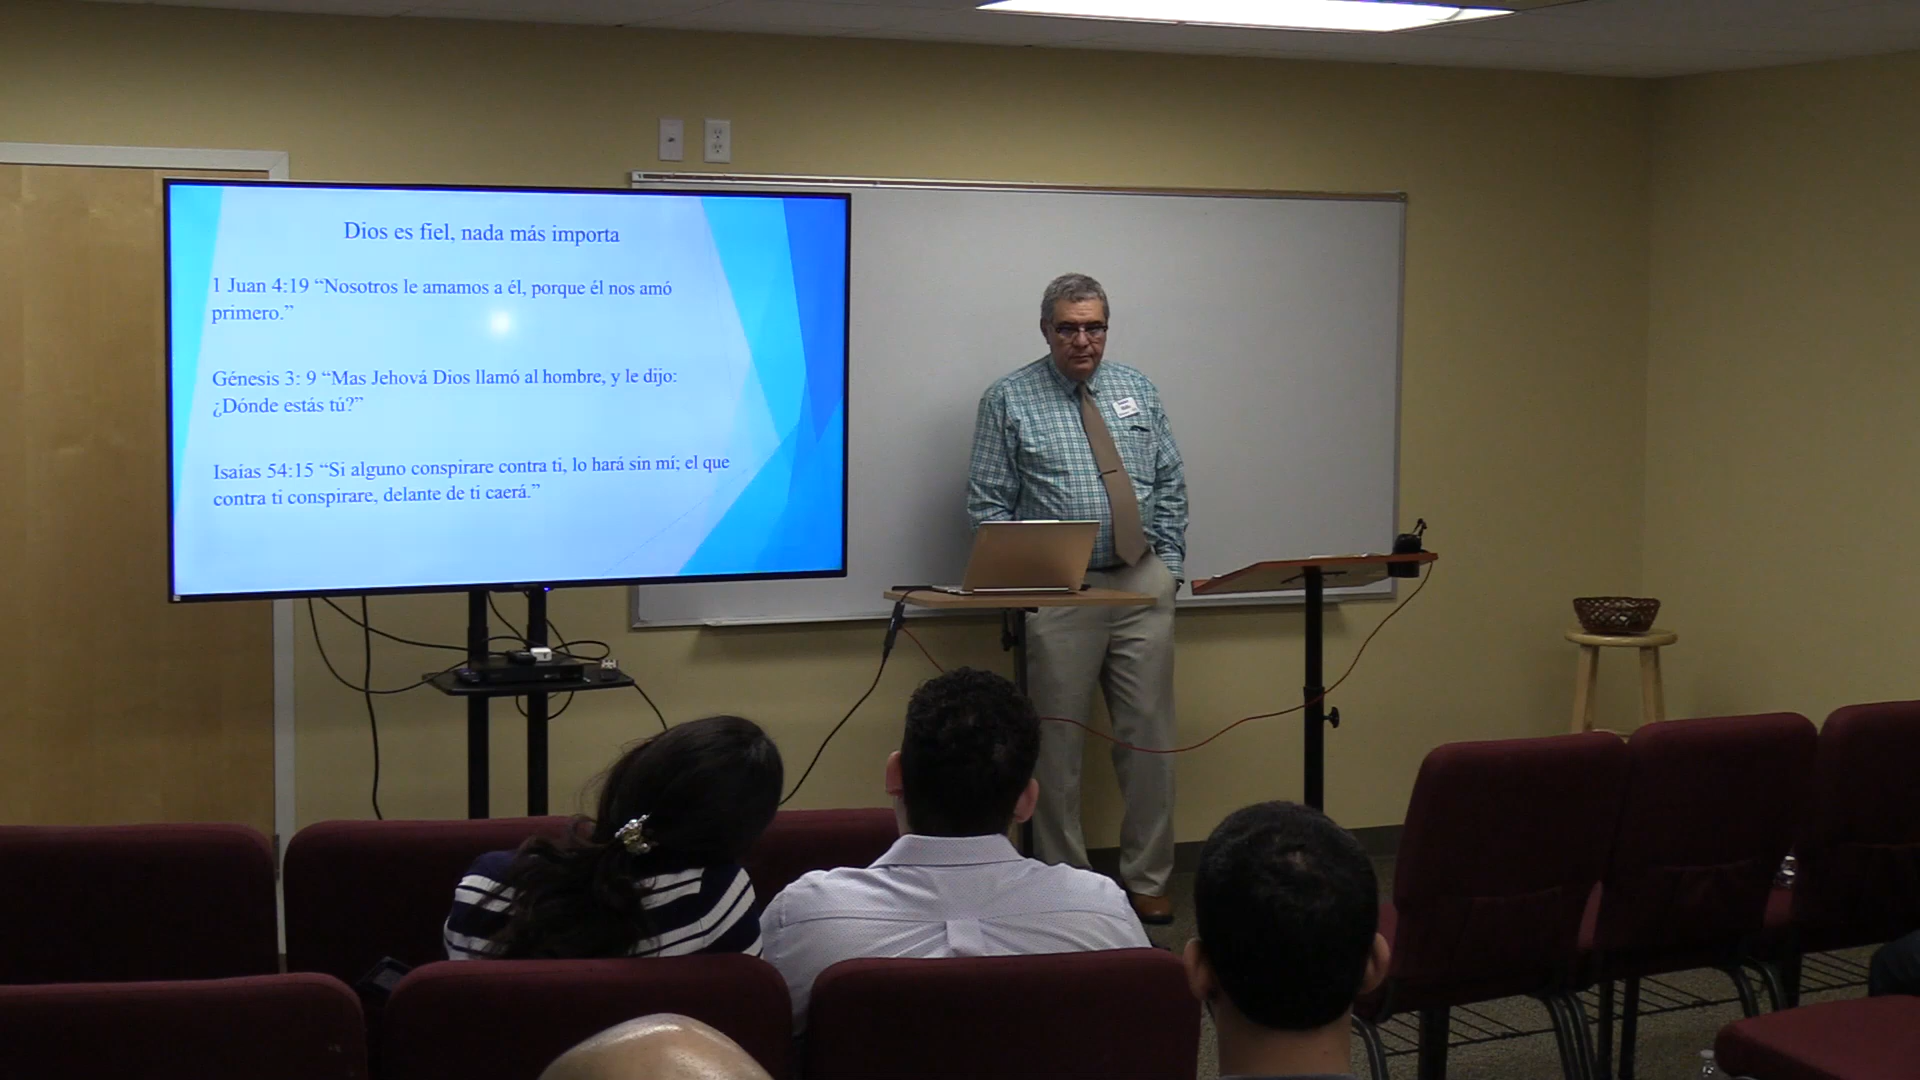 Dios es fiel, nada más importa
1 Juan 4:19 “Nosotros le amamos a él, porque él nos amó
primero.”
Génesis 3: 9 “Mas Jehová Dios llamó al hombre, y le dijo:
¿Dónde estás tú?”
Isaías 54:15 “Si alguno conspirare contra ti, lo hará sin mí; el que
contra ti conspirare, delante de ti caerá.”